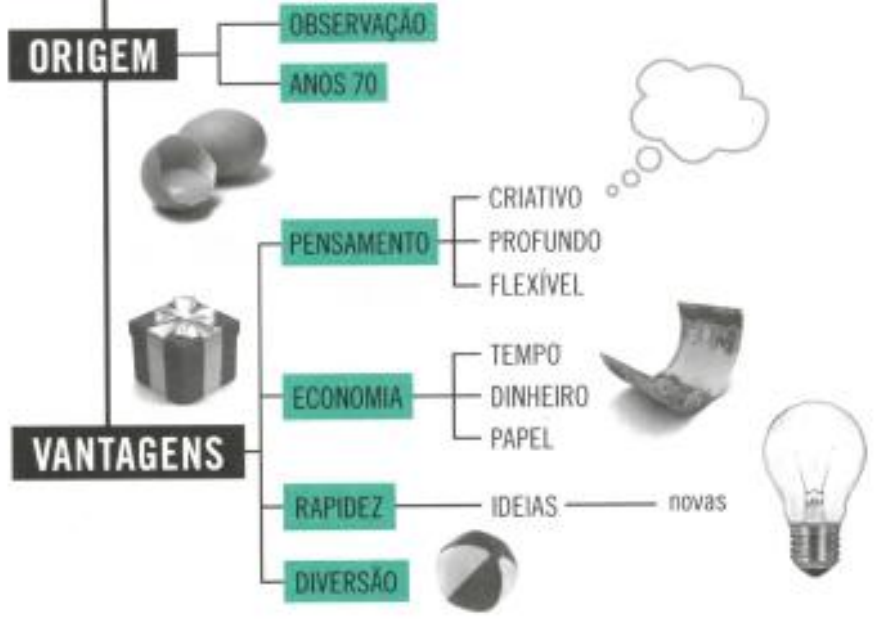 ORIGEM
OBSERVAÇÃO
ANOS 70
VANTAGENS
PENSAMENTO
CRIATIVO
PROFUNDO
FLEXÍVEL
ECONOMIA
TEMPO
DINHEIRO
PAPEL
RAPIDEZ
IDEIAS
novas
DIVERSÃO